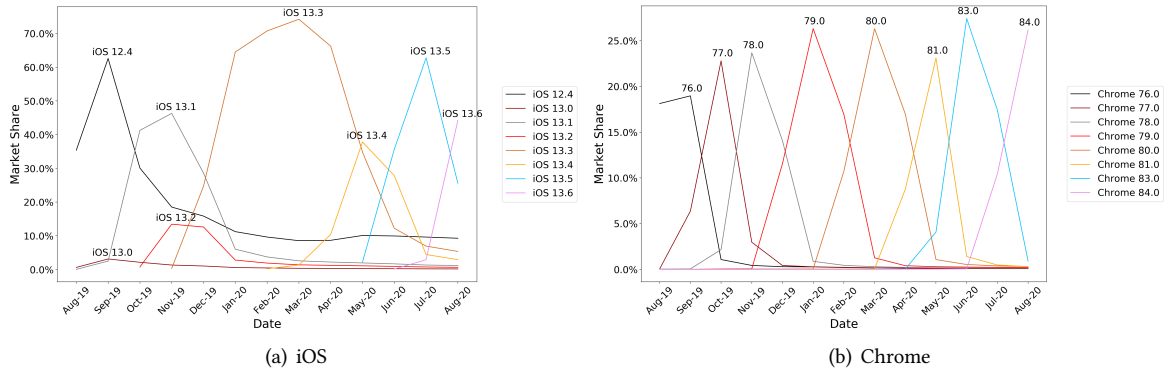 iOS 13.3
iOS 12.4
iOS 13.5
iOS 13.1
iOS 13.6
iOS 13.4
iOS 13.2
iOS 13.0
70.0%
60.0%
50.0%
40.0%
30.0%
20.0%
10.0%
0.0%
Market Share
Aug-19
Sep-19
Oct-19
Nov-19
Dec-19
Jan-20
Feb-20
Mar-20
Apr-20
May-20
Jun-20
Jul-20
Aug-20
Date
iOS 12.4
iOS 13.0
iOS 13.1
iOS 13.2
iOS 13.3
iOS 13.4
iOS 13.5
iOS 13.6
(a) iOS
76.0
77.0
78.0
79.0
80.0
81.0
83.0
84.0
25.0%
20.0%
15.0%
10.0%
5.0%
0.0%
Market Share
Aug-19
Sep-19
Oct-19
Nov-19
Dec-19
Jan-20
Feb-20
Mar-20
Apr-20
May-20
Jun-20
Jul-20
Aug-20
Date
Chrome 76.0
Chrome 77.0
Chrome 78.0
Chrome 79.0
Chrome 80.0
Chrome 81.0
Chrome 83.0
Chrome 84.0
(b) Chrome